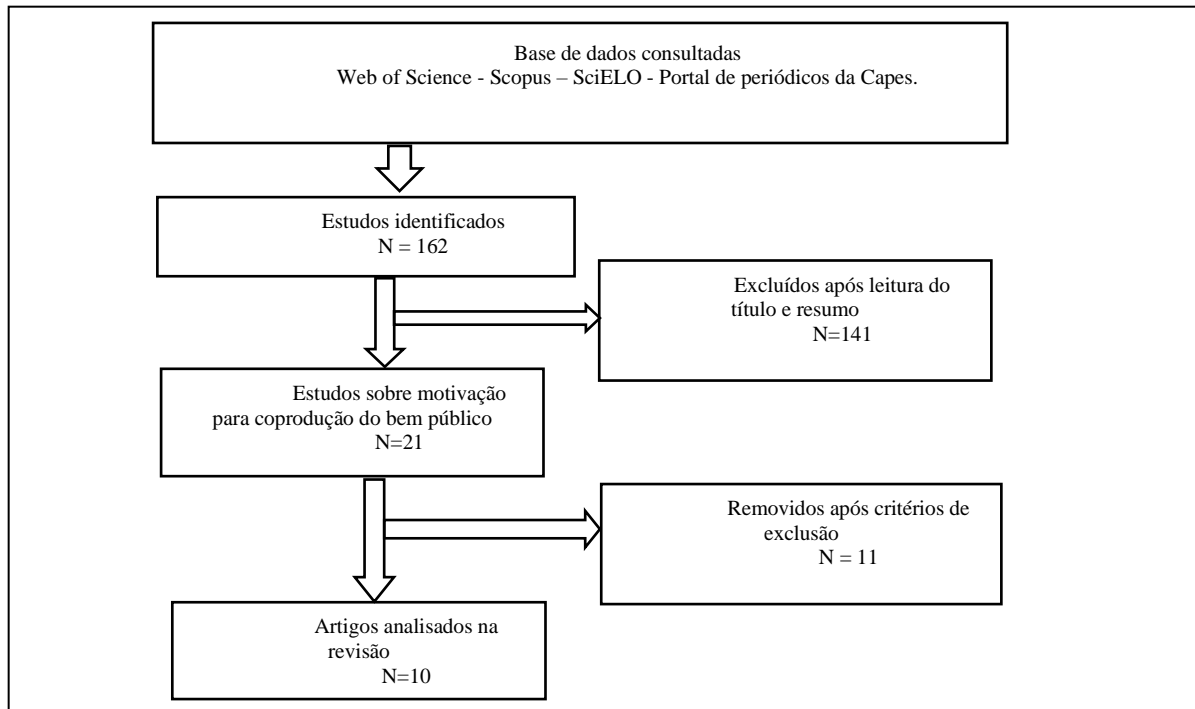 Base de dados consultadas
Web of Science - Scopus – SciELO - Portal de periódicos da Capes.
Estudos identificados
N = 162
Excluídos após leitura do
título e resumo
N=141
Estudos sobre motivação
para coprodução do bem público
N=21
Removidos após critérios de
exclusão
N = 11
Artigos analisados na
revisão
N=10